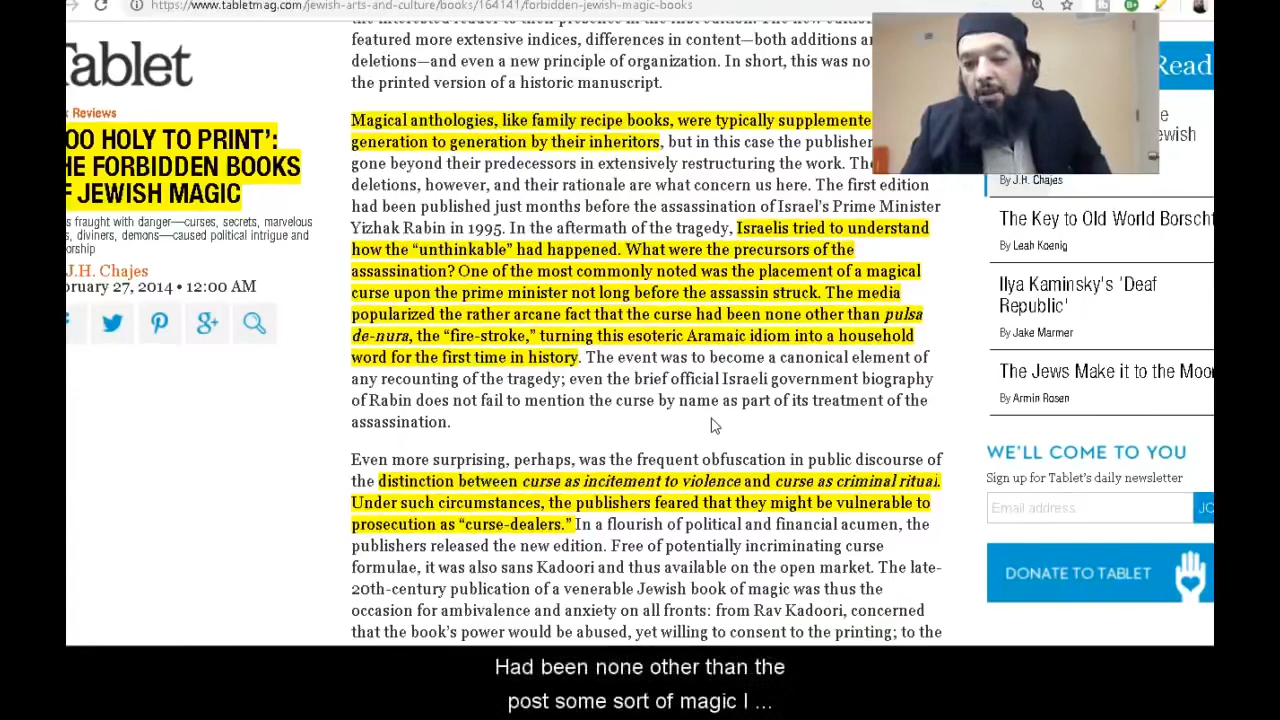 https://www.tabletmag.com/jewish-arts-and-culture/books/164141/forbidden-jewish-magic-books
Tablet
Reviews
OO HOLY TO PRINT':
HE FORBIDDEN BOOKS
F JEWISH MAGIC
s fraught with danger—curses, secrets, marvelous
s, diviners, demons—caused political intrigue and
orship
J.H. Chajes
bruary 27, 2014 • 12:00 AM
featured more extensive indices, differences in content—both additions
deletions—and even a new principle of organization. In short, this was no
the printed version of a historic manuscript.
Magical anthologies, like family recipe books, were typically supplemente
generation to generation by their inheritors, but in this case the publisher
gone beyond their predecessors in extensively restructuring the work. Th
deletions, however, and their rationale are what concern us here. The first edition
had been published just months before the assassination of Israel's Prime Minister
Yizhak Rabin in 1995. In the aftermath of the tragedy, Israelis tried to understand
how the "unthinkable" had happened. What were the precursors of the
assassination? One of the most commonly noted was the placement of a magical
curse upon the prime minister not long before the assassin struck. The media
popularized the rather arcane fact that the curse had been none other than pulsa
de-nura, the "fire-stroke," turning this esoteric Aramaic idiom into a household
word for the first time in history. The event was to become a canonical element of
any recounting of the tragedy; even the brief official Israeli government biography
of Rabin does not fail to mention the curse by name as part of its treatment of the
assassination.
Even more surprising, perhaps, was the frequent obfuscation in public discourse of
the distinction between curse as incitement to violence and curse as criminal ritual.
Under such circumstances, the publishers feared that they might be vulnerable to
prosecution as "curse-dealers." In a flourish of political and financial acumen, the
publishers released the new edition. Free of potentially incriminating curse
formulae, it was also sans Kadoori and thus available on the open market. The late-
20th-century publication of a venerable Jewish book of magic was thus the
occasion for ambivalence and anxiety on all fronts: from Rav Kadoori, concerned
that the book's power would be abused, yet willing to consent to the printing; to the
Read
ewish
By J.H. Chajes
The Key to Old World Borscht
By Leah Koenig
Ilya Kaminsky's 'Deaf
Republic'
By Jake Marmer
The Jews Make it to the Moo
By Armin Rosen
WE'LL COME TO YOU
Sign up for Tablet's daily newsletter
Email address
JO
DONATE TO TABLET
Had been none other than the
post some sort of magic I ...